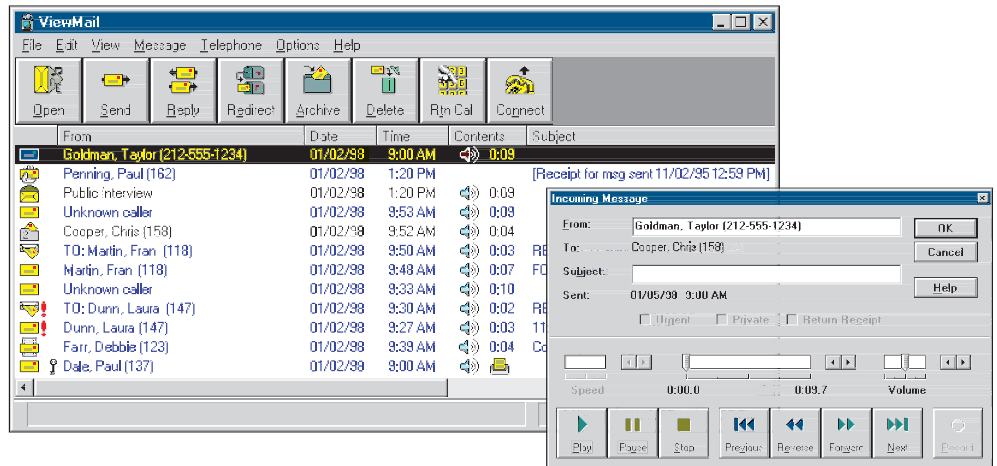 ViewMail
File Edit View Message Telephone Options Help
Open Send Reply Redirect Archive Delete Rtn Cal Connect
From Date Time Contents Subject
Goldman, Taylor (212-555-1234) 01/02/98 9:00 AM 0:09
Penning, Paul (162) 01/02/98 1:20 PM [Receipt for msg sent 11/02/95 12:59 PM]
Public interview 01/02/98 1:20 PM 0:09
Unknown caller 01/02/98 9:53 AM 0:09
Cooper, Chris (158) 01/02/98 9:52 AM 0:04
TO: Martin, Fran (118) 01/02/98 9:50 AM 0:03 RE
Martin, Fran (118) 01/02/98 9:48 AM 0:07 FO
Unknown caller 01/02/98 9:33 AM 0:10
TO: Dunn, Laura (147) 01/02/98 9:30 AM 0:02 RE
Dunn, Laura (147) 01/02/98 9:27 AM 0:03 11
Farr, Debbie (123) 01/02/98 9:39 AM 0:04 Co
Dale, Paul (137) 01/02/98 9:00 AM
Incoming Message
From: Goldman, Taylor (212-555-1234) OK
To: Cooper, Chris (158) Cancel
Subject:
Sent: 01/05/98 9:00 AM Help
Urgent Private Return Receipt
Speed 0:00.0 0:09.7 Volume
Play Pause Stop Previous Reverse Forward Next Record